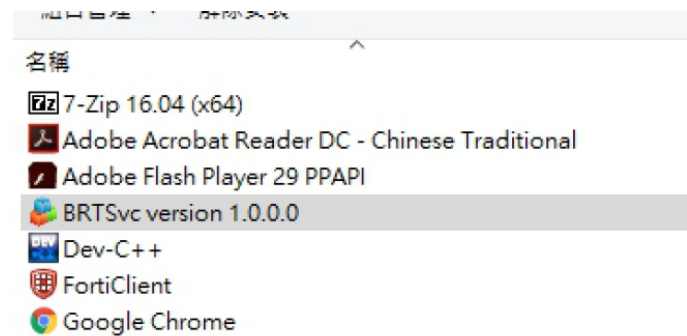 名稱
7-Zip 16.04 (x64)
Adobe Acrobat Reader DC - Chinese Traditional
Adobe Flash Player 29 PPAPI
BRTSvc version 1.0.0.0
Dev-C++
FortiClient
Google Chrome